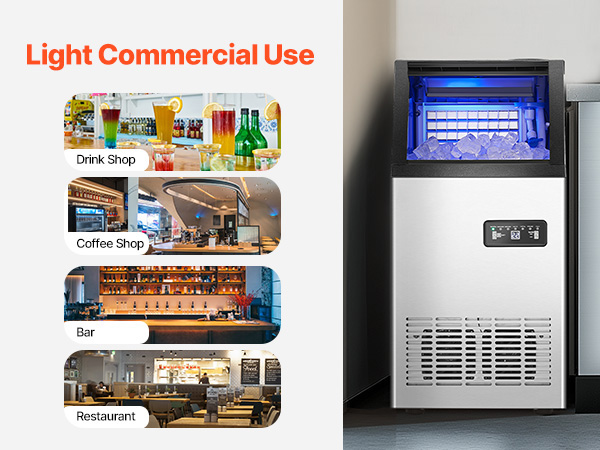 Light Commercial Use
Drink Shop
Coffee Shop
Bar
Restaurant